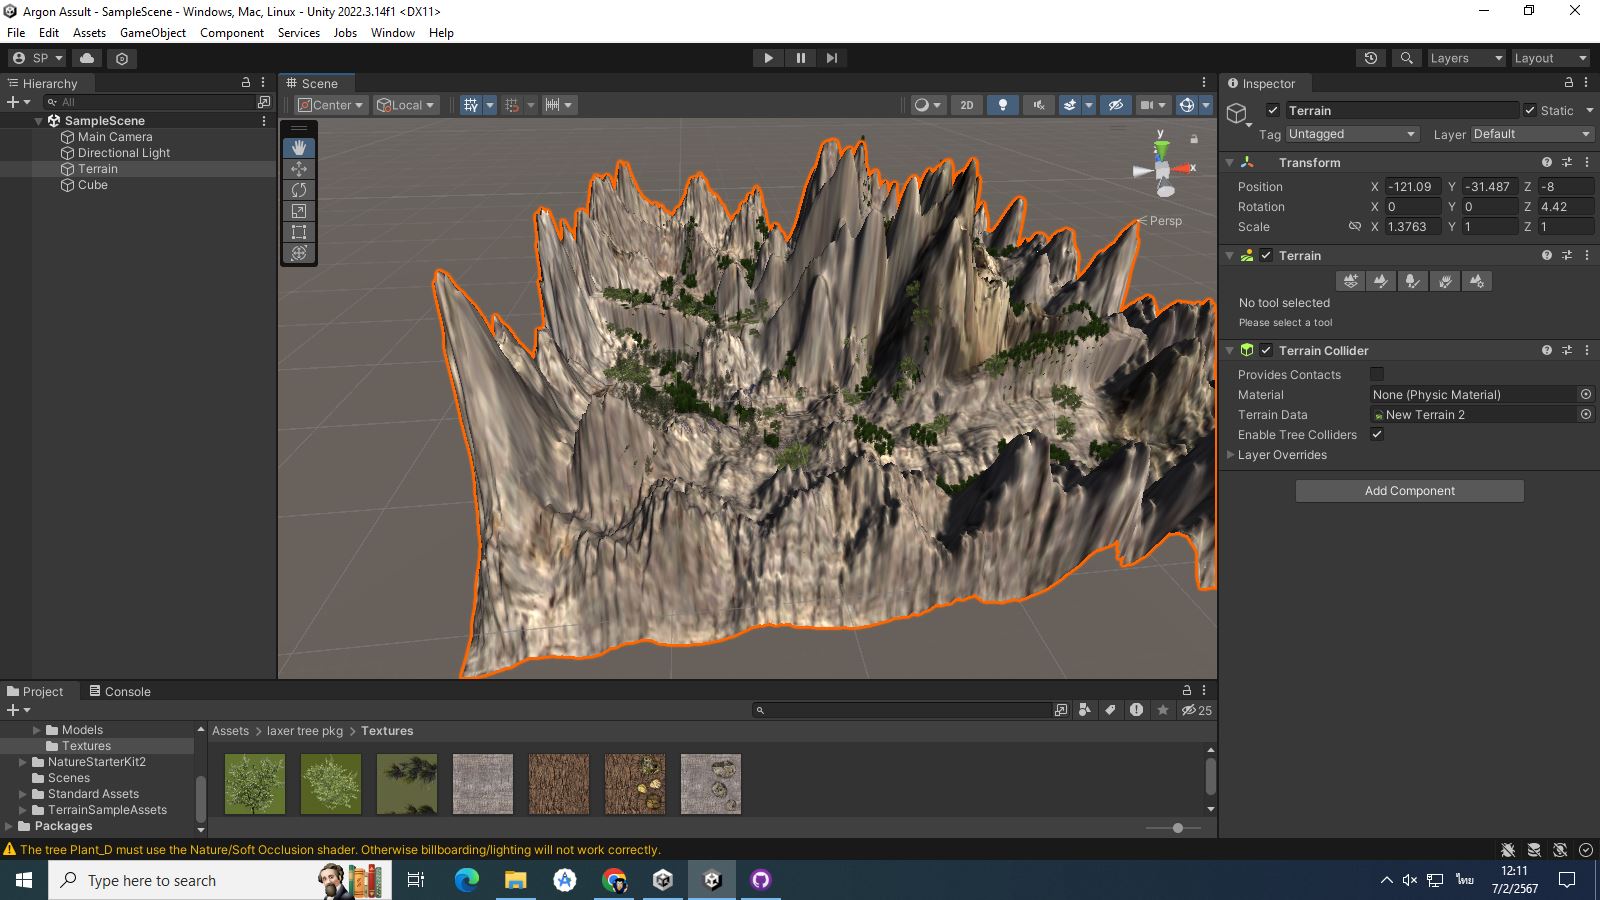 Argon Assult - SampleScene - Windows, Mac, Linux - Unity 2022.3.14f1 <DX11>
File Edit Assets GameObject Component Services Jobs Window Help
SP
Layers
Layout
Hierarchy
All
SampleScene
Main Camera
Directional Light
Terrain
Cube
Scene
Center
Local
2D
y
x
Persp
Inspector
Terrain
Static
Tag Untagged Layer Default
Transform
Position X -121.09 Y -31.487 Z -8
Rotation X 0 Y 0 Z 4.42
Scale X 1.3763 Y 1 Z 1
Terrain
No tool selected
Please select a tool
Terrain Collider
Provides Contacts
Material None (Physic Material)
Terrain Data New Terrain 2
Enable Tree Colliders
Layer Overrides
Add Component
Project
Console
25
Models
Textures
NatureStarterKit2
Scenes
Standard Assets
TerrainSampleAssets
Packages
Assets > laxer tree pkg > Textures
The tree Plant_D must use the Nature/Soft Occlusion shader. Otherwise billboarding/lighting will not work correctly.
Type here to search
ไทย
12:11
7/2/2567